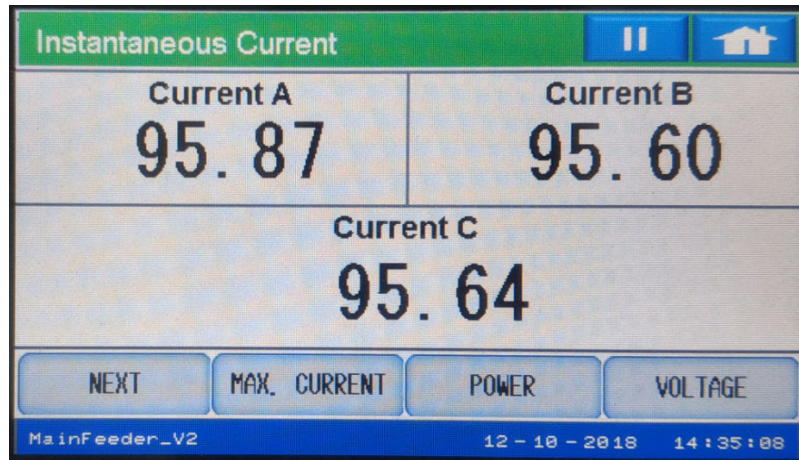 Instantaneous Current
Current A
95.87
Current B
95.60
Current C
95.64
NEXT
MAX. CURRENT
POWER
VOLTAGE
MainFeeder_V2
12-10-2018 14:35:08